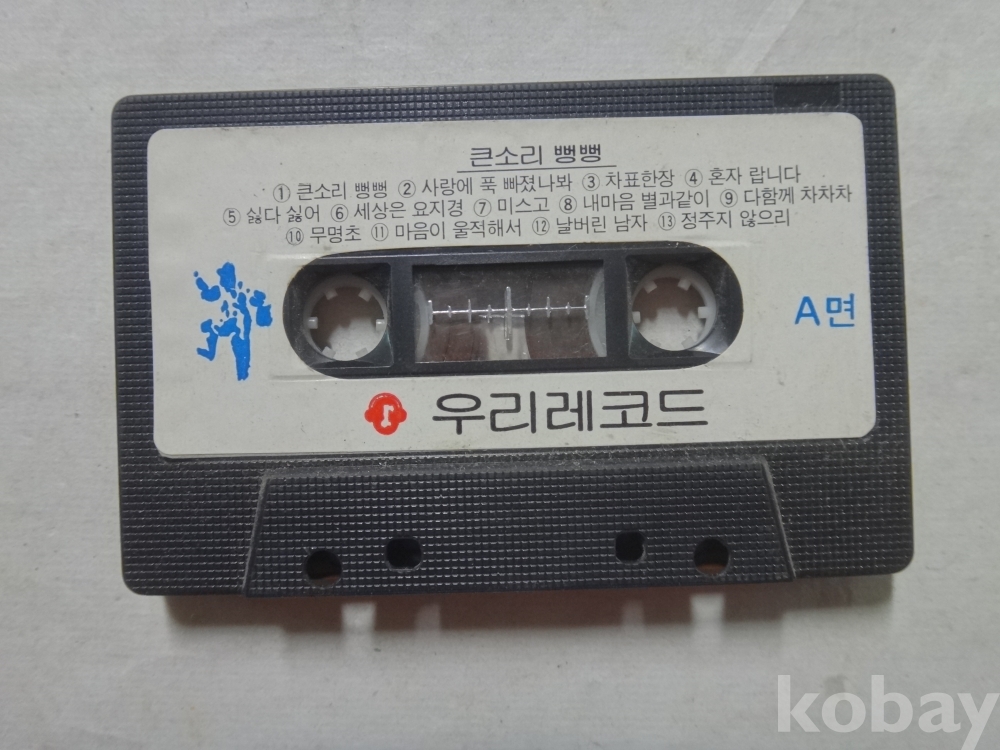 큰소리 뻥뻥
① 큰소리 뻥뻥 ② 사랑에 푹 빠졌나봐 ③ 차표한장 ④ 혼자 랍니다
⑤ 싫다 싫어 ⑥ 세상은 요지경 ⑦ 미스고 ⑧ 내마음 별과같이 ⑨ 다함께 차차차
⑩ 무명초 ⑪ 마음이 울적해서 ⑫ 날버린 남자 ⑬ 정주지 않으리
A면
우리레코드
kobay